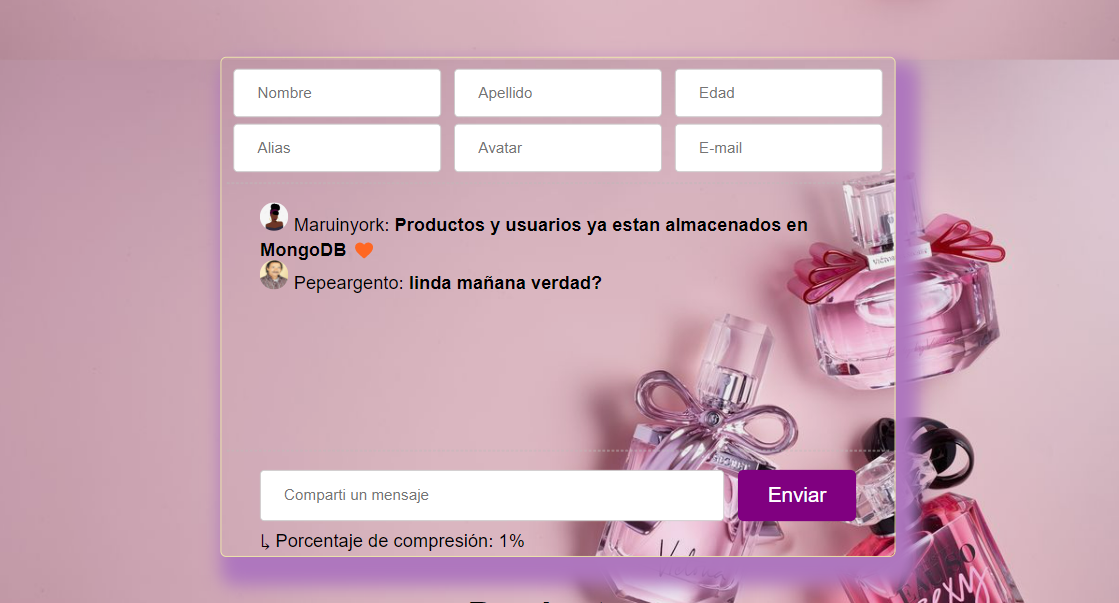 Nombre Apellido Edad
Alias Avatar E-mail
Maruinyork: Productos y usuarios ya estan almacenados en
MongoDB 🧡
Pepeargento: linda mañana verdad?
Comparti un mensaje Enviar
↳ Porcentaje de compresión: 1%